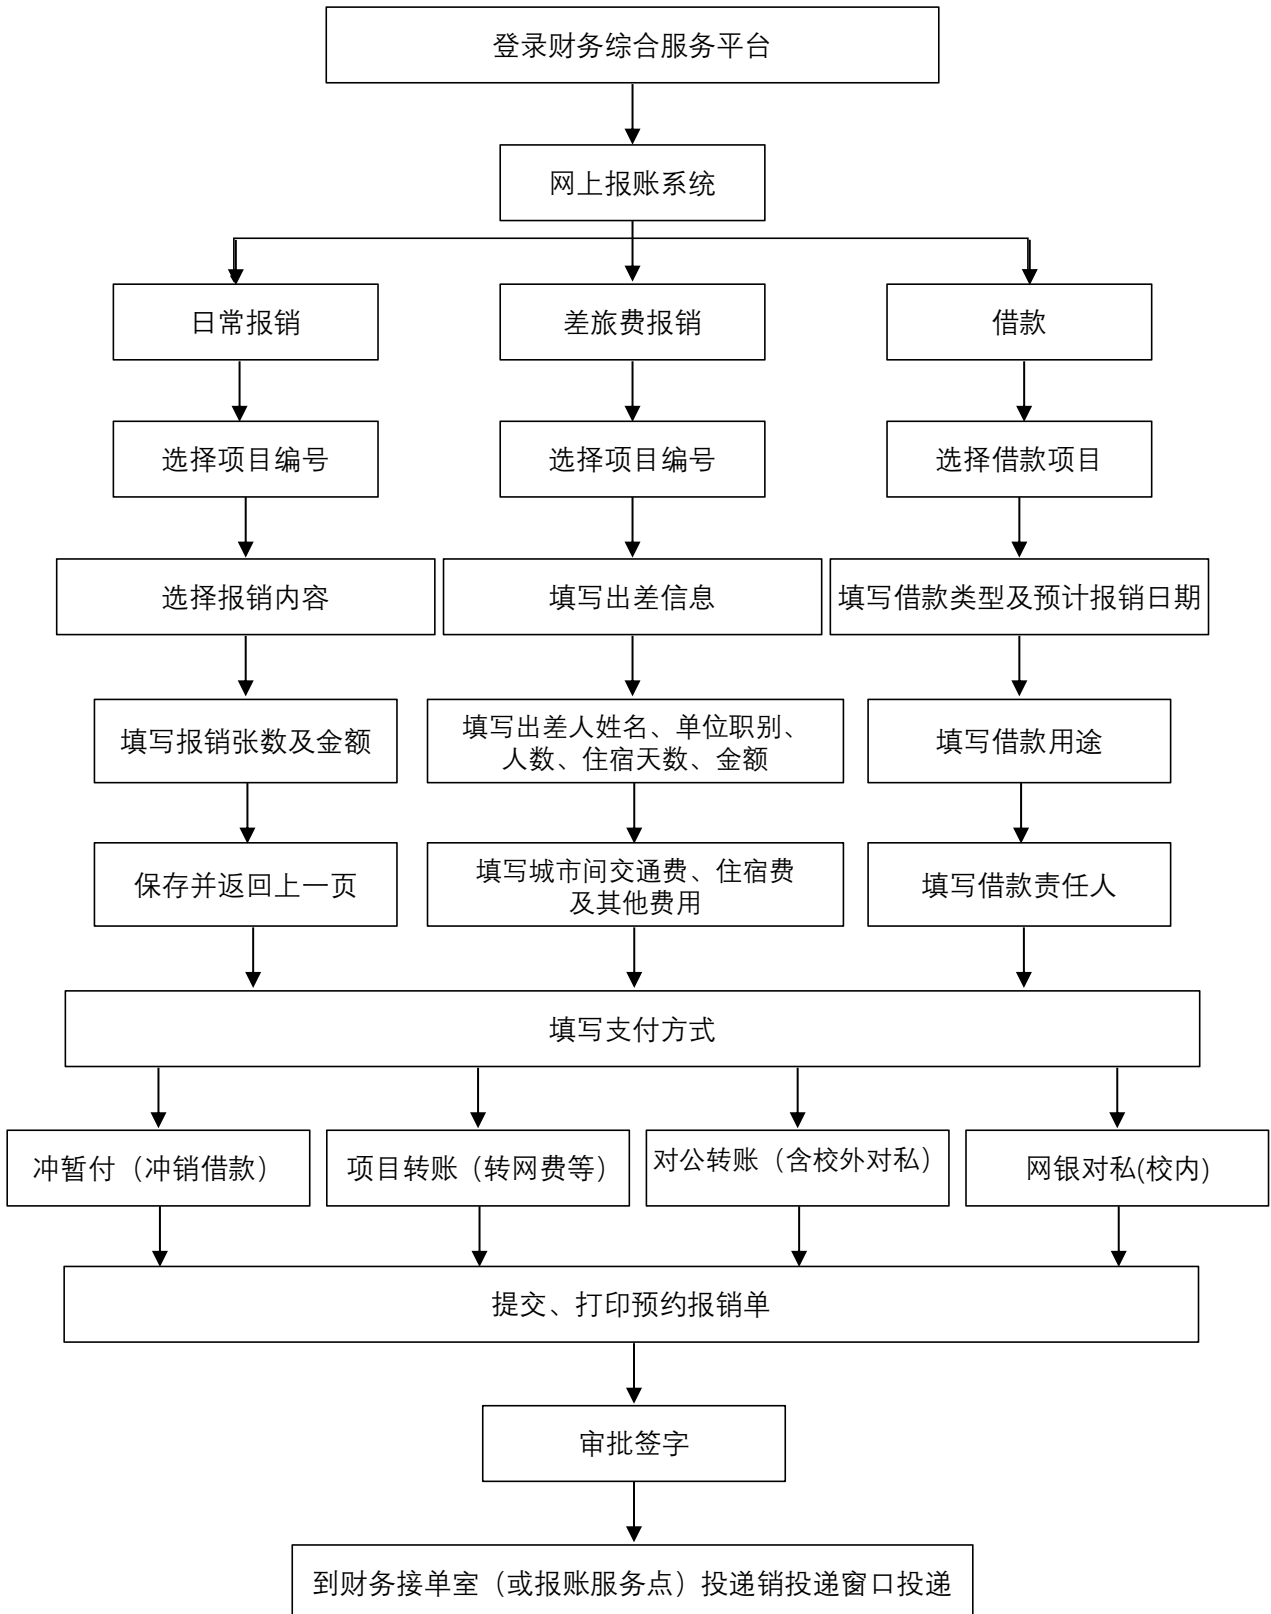 登录财务综合服务平台
网上报账系统
日常报销
差旅费报销
借款
选择项目编号
选择项目编号
选择借款项目
选择报销内容
填写出差信息
填写借款类型及预计报销日期
填写报销张数及金额
填写出差人姓名、单位职别、
人数、住宿天数、金额
填写借款用途
保存并返回上一页
填写城市间交通费、住宿费
及其他费用
填写借款责任人
填写支付方式
冲暂付（冲销借款）
项目转账（转网费等）
对公转账（含校外对私）
网银对私(校内)
提交、打印预约报销单
审批签字
到财务接单室（或报账服务点）投递销投递窗口投递